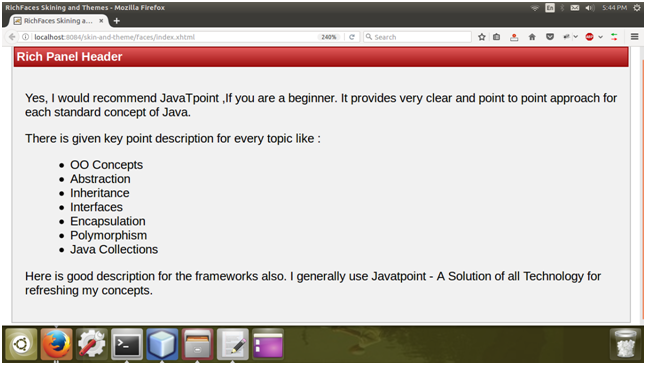 RichFaces Skining and Themes - Mozilla Firefox
En
5:44 PM
RichFaces Skining and T...
localhost:8084/skin-and-theme/faces/index.xhtml
240%
Search
ABP
Rich Panel Header
Yes, I would recommend JavaTpoint ,If you are a beginner. It provides very clear and point to point approach for
each standard concept of Java.
There is given key point description for every topic like :
• OO Concepts
• Abstraction
• Inheritance
• Interfaces
• Encapsulation
• Polymorphism
• Java Collections
Here is good description for the frameworks also. I generally use Javatpoint - A Solution of all Technology for
refreshing my concepts.